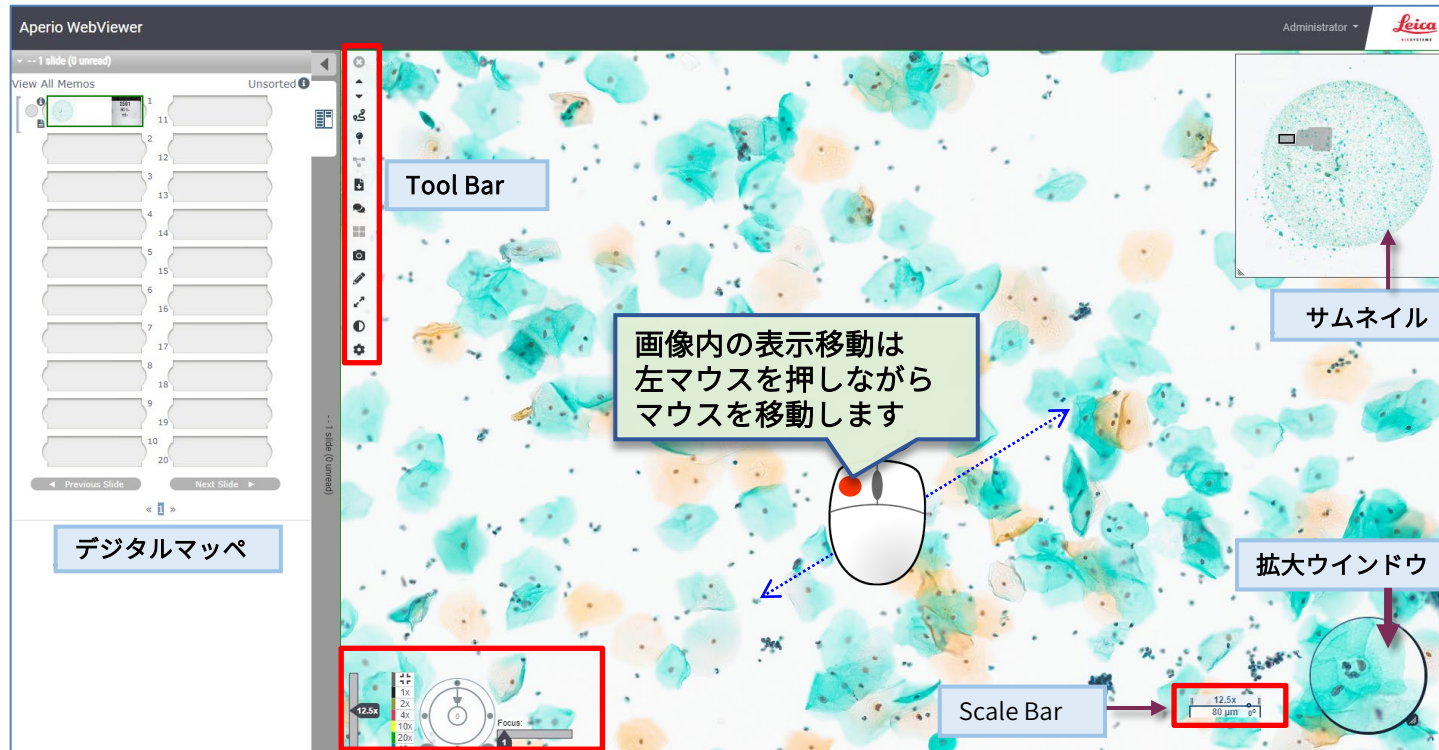 Aperio WebViewer
Administrator
Leica
BIOSYSTEMS
-- 1 slide (0 unread)
View All Memos
Unsorted
1
11
2
12
3
13
4
14
5
15
6
16
7
17
8
18
9
19
10
20
Previous Slide
Next Slide
« 1 »
デジタルマッペ
-- 1 slide (0 unread)
Tool Bar
サムネイル
画像内の表示移動は
左マウスを押しながら
マウスを移動します
拡大ウインドウ
Scale Bar
12.5x
80 µm
0°
12.5x
1x
2x
4x
10x
20x
0
Focus:
1